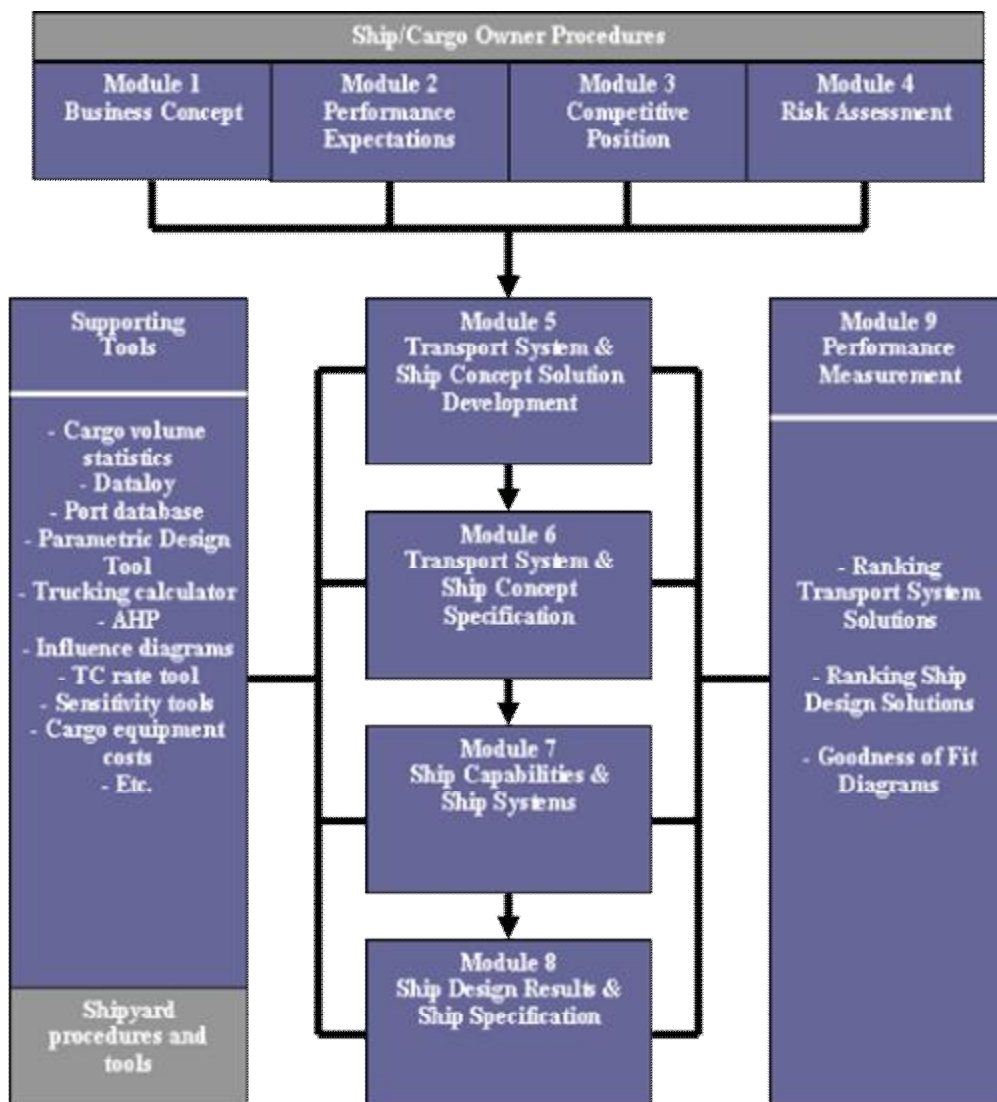 Ship/Cargo Owner Procedures
Module 1
Business Concept
Module 2
Performance
Expectations
Module 3
Competitive
Position
Module 4
Risk Assessment
Supporting
Tools
- Cargo volume
statistics
- Dataloy
- Port database
- Parametric Design
Tool
- Trucking calculator
- AHP
- Influence diagrams
- TC rate tool
- Sensitivity tools
- Cargo equipment
costs
- Etc.
Shipyard
procedures and
tools
Module 5
Transport System &
Ship Concept Solution
Development
Module 6
Transport System &
Ship Concept
Specification
Module 7
Ship Capabilities &
Ship Systems
Module 8
Ship Design Results &
Ship Specification
Module 9
Performance
Measurement
- Ranking
Transport System
Solutions
- Ranking Ship
Design Solutions
- Goodness of Fit
Diagrams